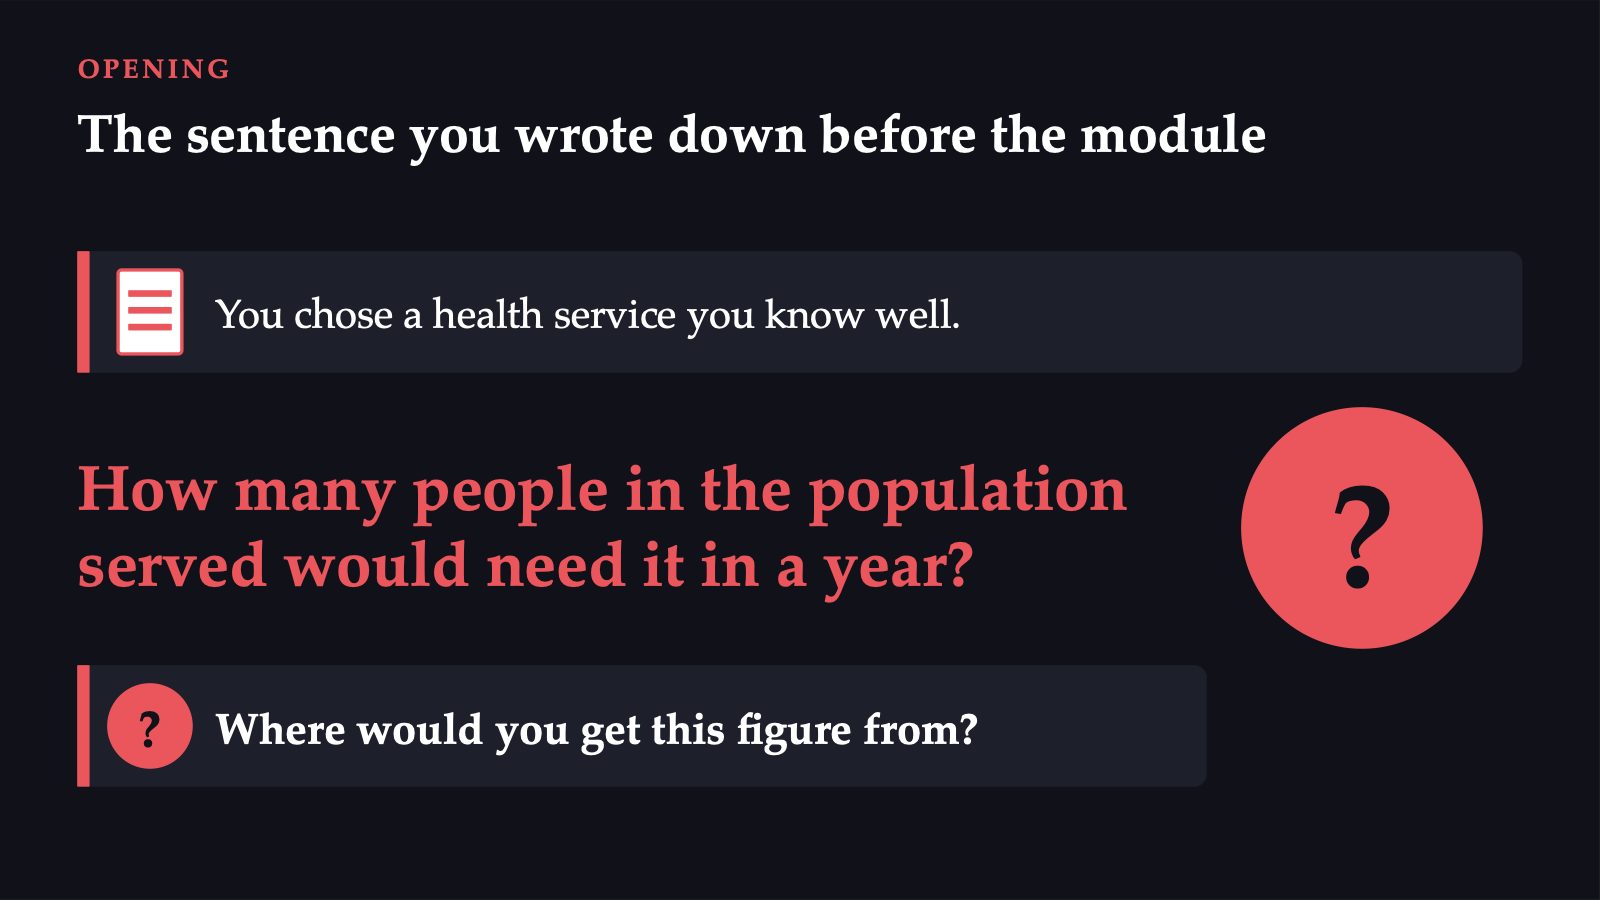 OPENING
The sentence you wrote down before the module
You chose a health service you know well.
How many people in the population
served would need it in a year?
?
?
Where would you get this figure from?